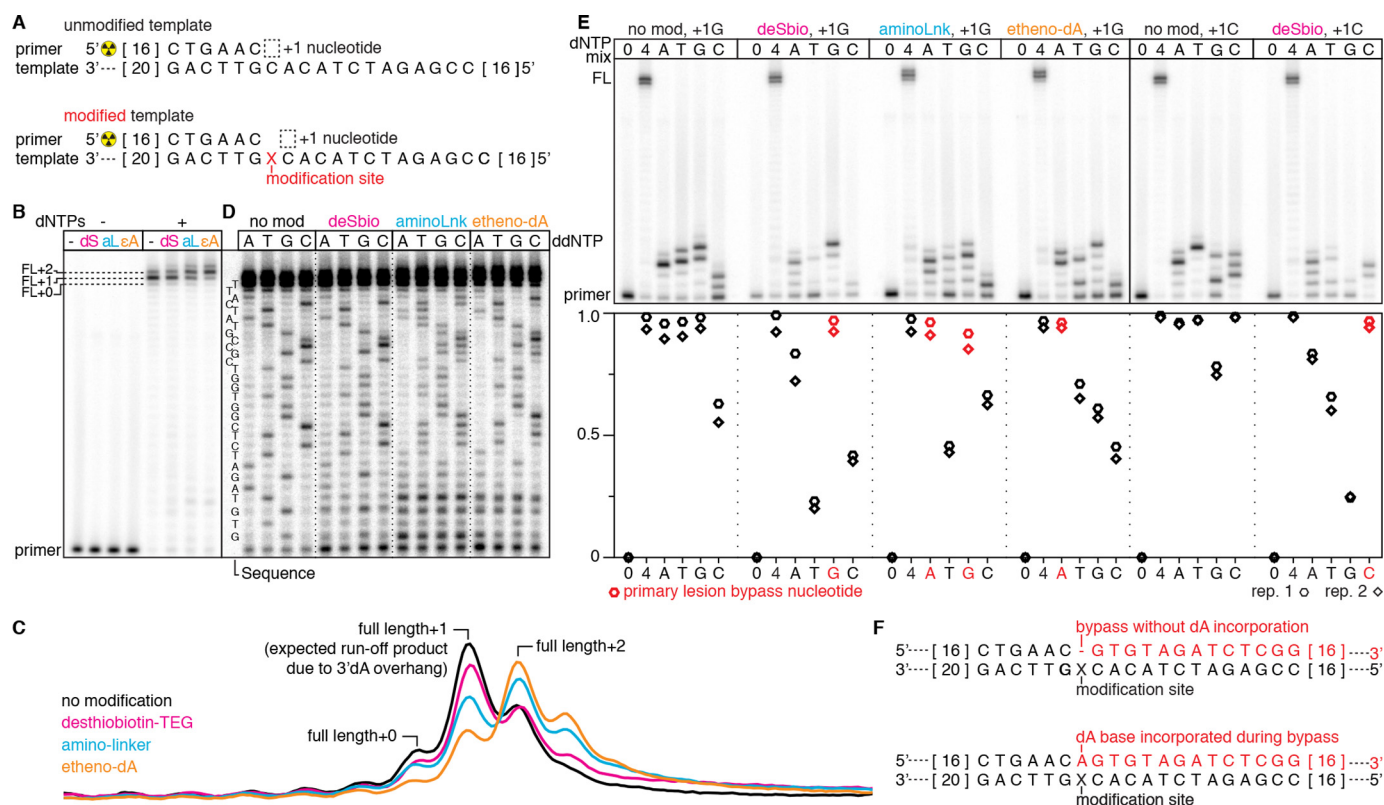 A
unmodified template
primer 5' [16] C T G A A C +1 nucleotide
template 3'--- [20] G A C T T G C A C A T C T A G A G C C [16]5'
modified template
primer 5' [16] C T G A A C +1 nucleotide
template 3'--- [20] G A C T T G X C A C A T C T A G A G C C [16]5'
modification site
B
dNTPs - +
- dS aL εA - dS aL εA
FL+2
FL+1
FL+0
primer
D
no mod deSbio aminoLnk etheno-dA
A T G C A T G C A T G C A T G C ddNTP
Sequence
C
full length+1
(expected run-off product
due to 3'dA overhang)
full length+2
full length+0
no modification
desthiobiotin-TEG
amino-linker
etheno-dA
E
no mod, +1G deSbio, +1G aminoLnk, +1G etheno-dA, +1G no mod, +1C deSbio, +1C
dNTP
mix
0 4 A T G C 0 4 A T G C 0 4 A T G C 0 4 A T G C 0 4 A T G C 0 4 A T G C
FL
primer
1.0
0.5
0
0 4 A T G C 0 4 A T G C 0 4 A T G C 0 4 A T G C 0 4 A T G C 0 4 A T G C
primary lesion bypass nucleotide
rep. 1 rep. 2
F
bypass without dA incorporation
5'---[16] C T G A A C - G T G T A G A T C T C G G [16]---3'
3'---[20] G A C T T G X C A C A T C T A G A G C C [16]---5'
modification site
dA base incorporated during bypass
5'---[16] C T G A A C A G T G T A G A T C T C G G [16]---3'
3'---[20] G A C T T G X C A C A T C T A G A G C C [16]---5'
modification site